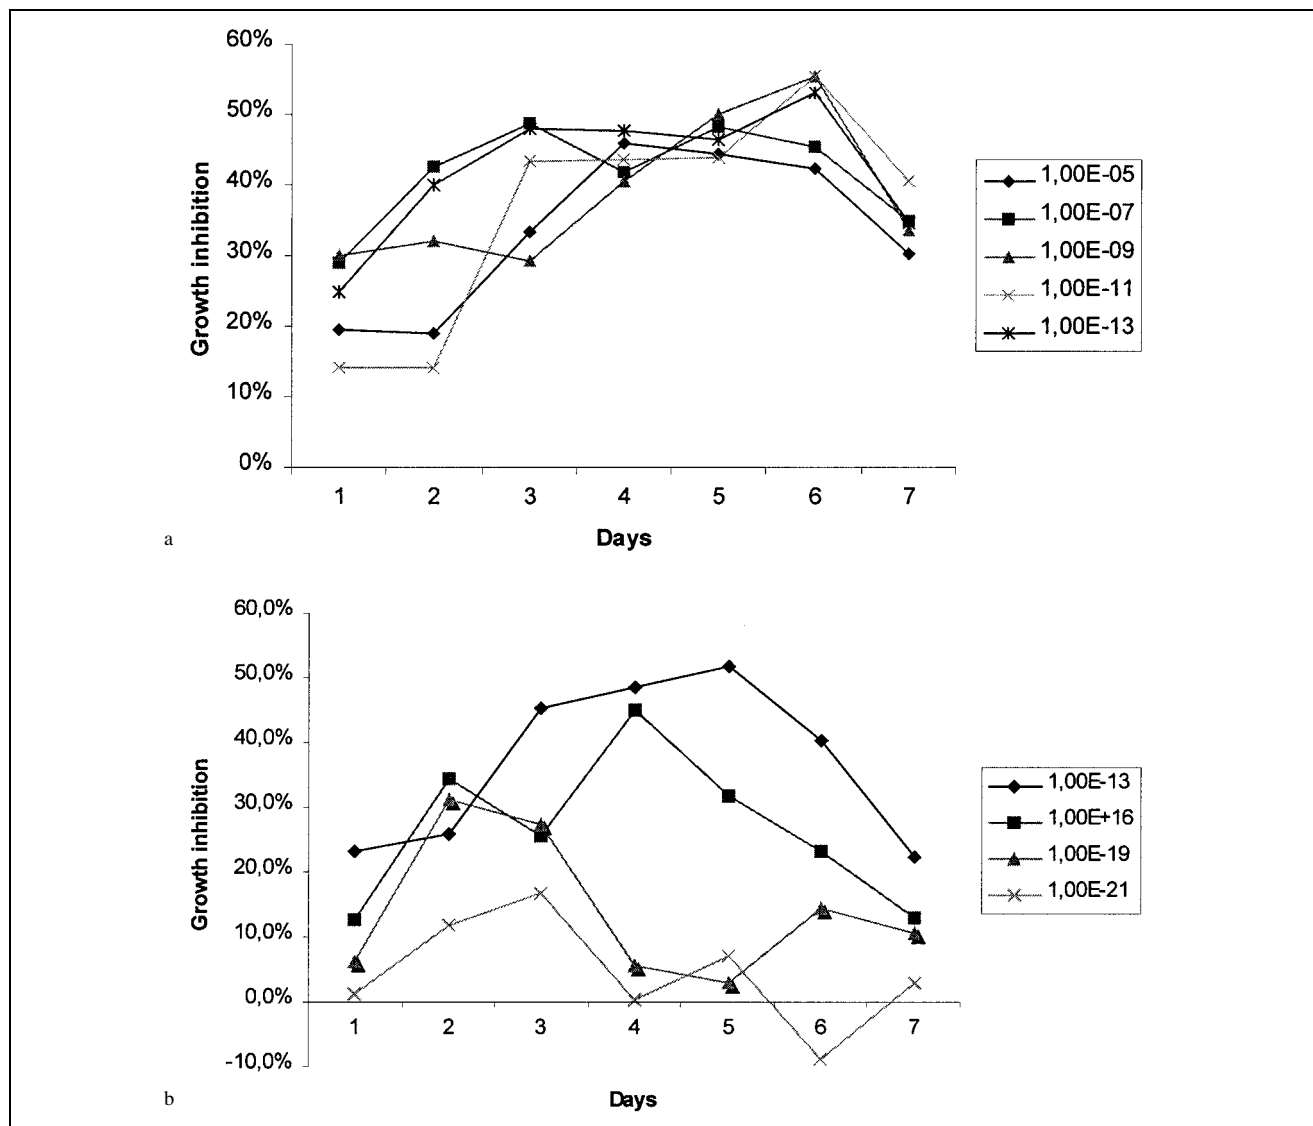 60%
50%
40%
30%
20%
10%
0%
Growth inhibition
1 2 3 4 5 6 7
Days
1,00E-05
1,00E-07
1,00E-09
1,00E-11
1,00E-13
a
60,0%
50,0%
40,0%
30,0%
20,0%
10,0%
0,0%
-10,0%
Growth inhibition
1 2 3 4 5 6 7
Days
1,00E-13
1,00E+16
1,00E-19
1,00E-21
b